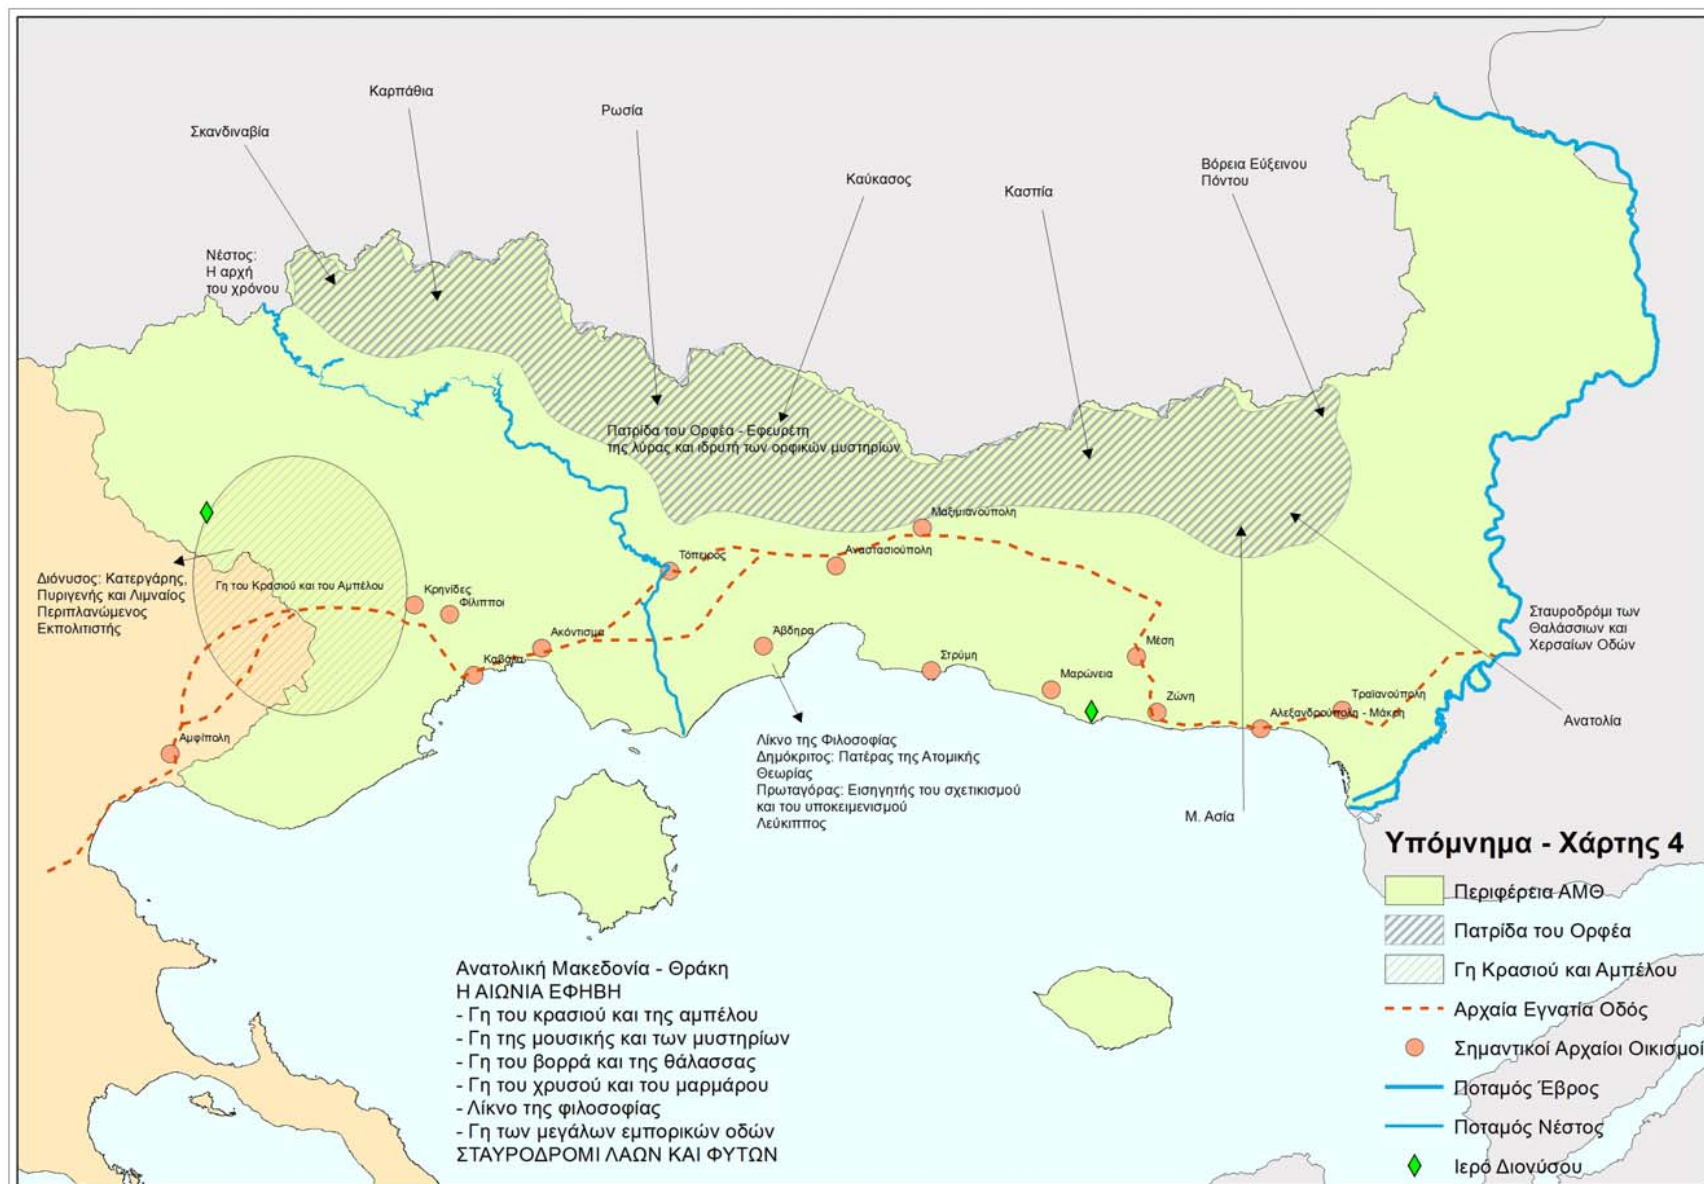 Καρπάθια
Σκανδιναβία
Ρωσία
Καύκασος
Κασπία
Βόρεια Εύξεινου
Πόντου
Νέστος:
Η αρχή
του χρόνου
Πατρίδα του Ορφέα - Εφευρέτη
της λύρας και ιδρυτή των ορφικών μυστηρίων
Μαξιμιανούπολη
Τόπειρος
Αναστασιούπολη
Διόνυσος: Κατεργάρης,
Πυριγενής και Λιμναίος
Περιπλανώμενος
Εκπολιτιστής
Γη του Κρασιού και του Αμπέλου
Κρηνίδες
Φίλιπποι
Ακόντισμα
Άβδηρα
Καβάλα
Στρύμη
Μαρώνεια
Μέση
Ζώνη
Τραϊανούπολη
Αλεξανδρούπολη - Μάκρη
Αμφίπολη
Σταυροδρόμι των
Θαλάσσιων και
Χερσαίων Οδών
Ανατολία
Λίκνο της Φιλοσοφίας
Δημόκριτος: Πατέρας της Ατομικής
Θεωρίας
Πρωταγόρας: Εισηγητής του σχετικισμού
και του υποκειμενισμού
Λεύκιππος
Μ. Ασία
Ανατολική Μακεδονία - Θράκη
Η ΑΙΩΝΙΑ ΕΦΗΒΗ
- Γη του κρασιού και της αμπέλου
- Γη της μουσικής και των μυστηρίων
- Γη του βορρά και της θάλασσας
- Γη του χρυσού και του μαρμάρου
- Λίκνο της φιλοσοφίας
- Γη των μεγάλων εμπορικών οδών
ΣΤΑΥΡΟΔΡΟΜΙ ΛΑΩΝ ΚΑΙ ΦΥΤΩΝ
Υπόμνημα - Χάρτης 4
Περιφέρεια ΑΜΘ
Πατρίδα του Ορφέα
Γη Κρασιού και Αμπέλου
Αρχαία Εγνατία Οδός
Σημαντικοί Αρχαίοι Οικισμοί
Ποταμός Έβρος
Ποταμός Νέστος
Ιερό Διονύσου